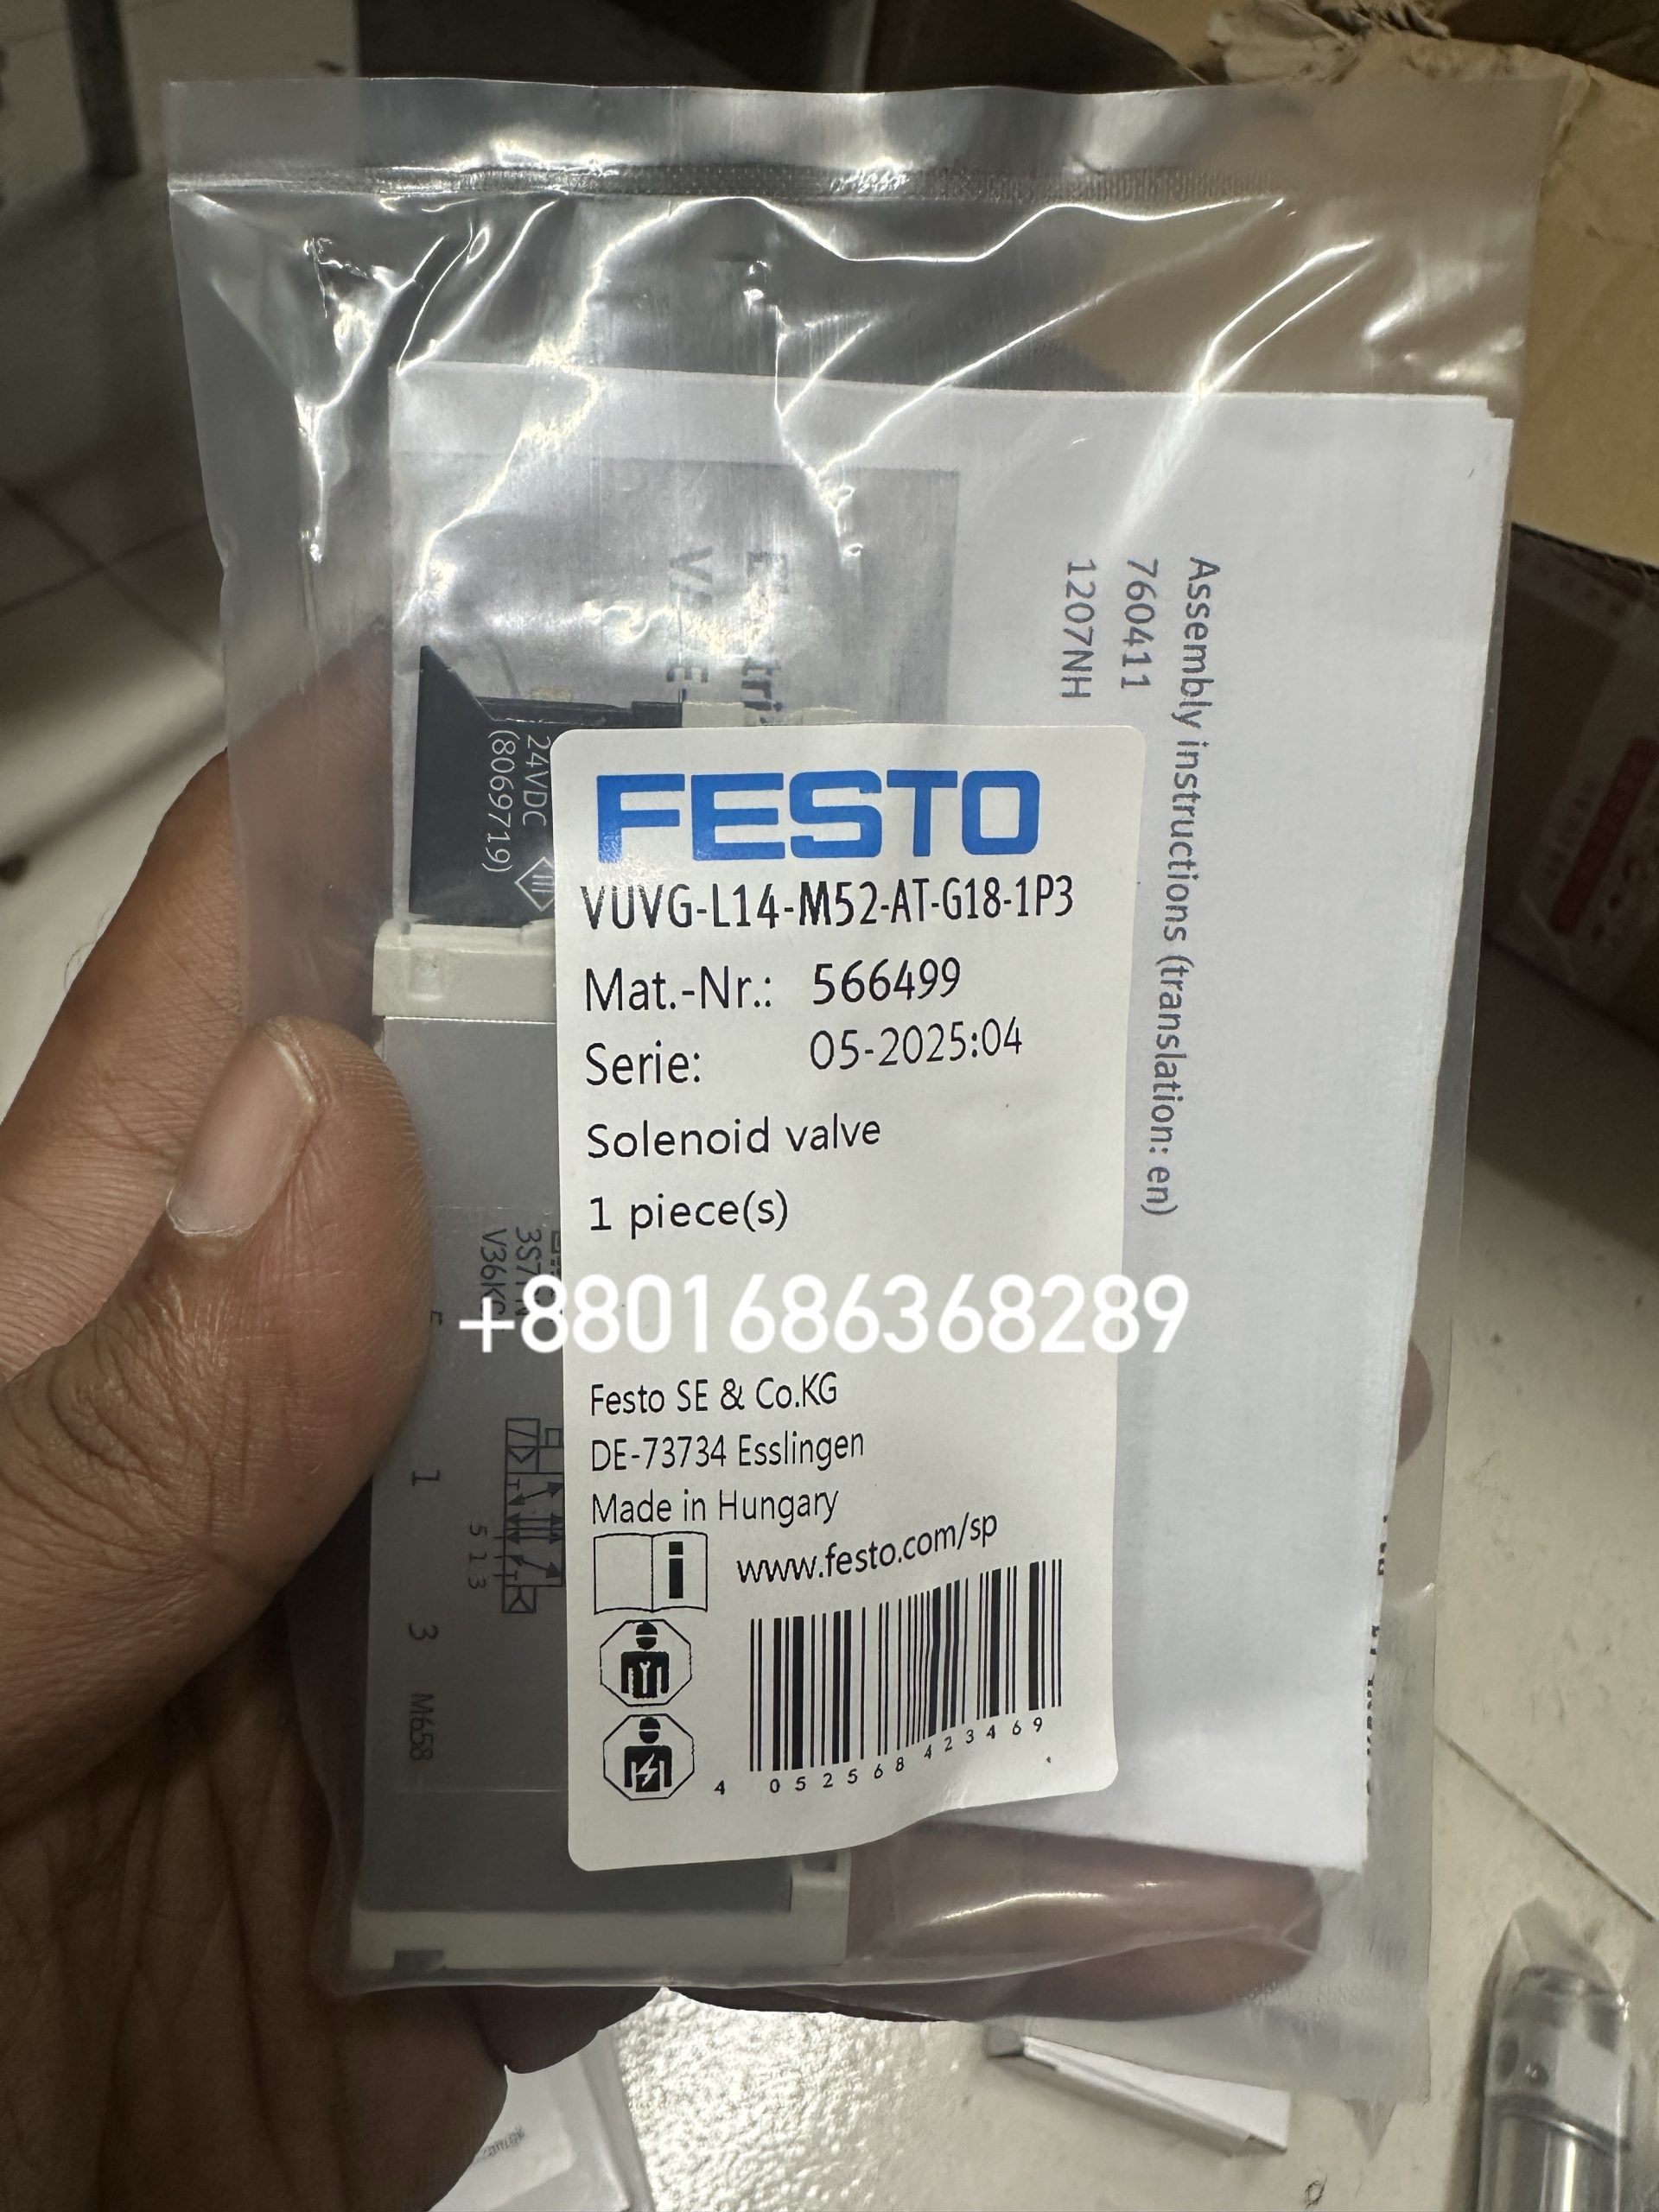 Assembly instructions (translation: en)
760411
1207NH
24VDC
(8069719)
FESTO
VUVG-L14-M52-AT-G18-1P3
Mat.-Nr.: 566499
Serie: O5-2025:04
Solenoid valve
1 piece(s)
+8801686368289
Festo SE & Co.KG
DE-73734 Esslingen
Made in Hungary
www.festo.com/sp
4 052568 423469
1
3
M658
5 1 3